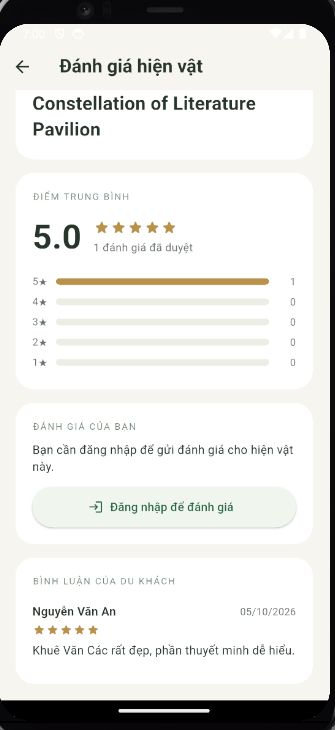 7:00
Đánh giá hiện vật
Constellation of Literature
Pavilion
ĐIỂM TRUNG BÌNH
5.0
1 đánh giá đã duyệt
5★ 1
4★ 0
3★ 0
2★ 0
1★ 0
ĐÁNH GIÁ CỦA BẠN
Bạn cần đăng nhập để gửi đánh giá cho hiện vật
này.
Đăng nhập để đánh giá
BÌNH LUẬN CỦA DU KHÁCH
Nguyễn Văn An 05/10/2026
Khuê Văn Các rất đẹp, phần thuyết minh dễ hiểu.